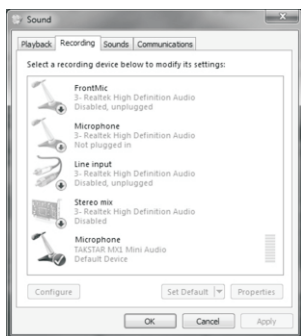 Sound
Playback Recording Sounds Communications
Select a recording device below to modify its settings:
FrontMic
3- Realtek High Definition Audio
Disabled, unplugged
Microphone
3- Realtek High Definition Audio
Not plugged in
Line input
3- Realtek High Definition Audio
Disabled, unplugged
Stereo mix
3- Realtek High Definition Audio
Disabled
Microphone
TAKSTAR MX1 Mini Audio
Default Device
Configure Set Default Properties
OK Cancel Apply